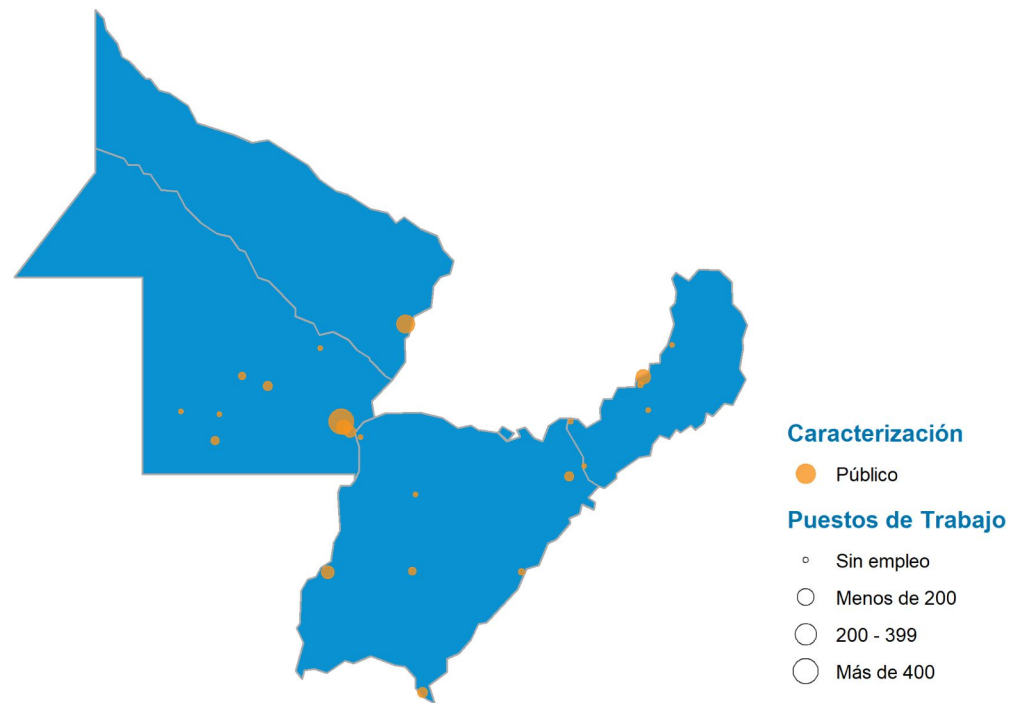 Caracterización
Público
Puestos de Trabajo
Sin empleo
Menos de 200
200 - 399
Más de 400